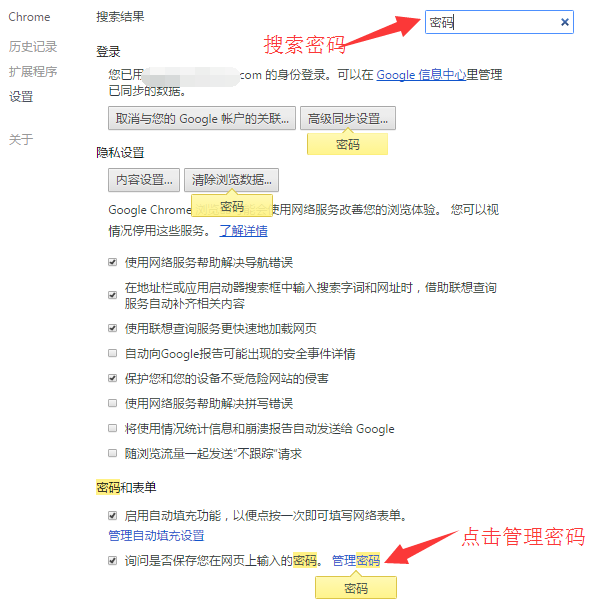 Chrome
历史记录
扩展程序
设置
关于
搜索结果
密码
搜索密码
登录
您已用 com 的身份登录。可以在 Google 信息中心里管理
已同步的数据。
取消与您的 Google 帐户的关联... 高级同步设置...
密码
隐私设置
内容设置... 清除浏览数据...
密码
Google Chrome 使用网络服务改善您的浏览体验。 您可以视
情况停用这些服务。 了解详情
使用网络服务帮助解决导航错误
在地址栏或应用启动器搜索框中输入搜索字词和网址时，借助联想查询
服务自动补齐相关内容
使用联想查询服务更快速地加载网页
自动向Google报告可能出现的安全事件详情
保护您和您的设备不受危险网站的侵害
使用网络服务帮助解决拼写错误
将使用情况统计信息和崩溃报告自动发送给 Google
随浏览流量一起发送“不跟踪”请求
密码和表单
启用自动填充功能，以便点按一次即可填写网络表单。
管理自动填充设置
询问是否保存您在网页上输入的密码。 管理密码
点击管理密码
密码